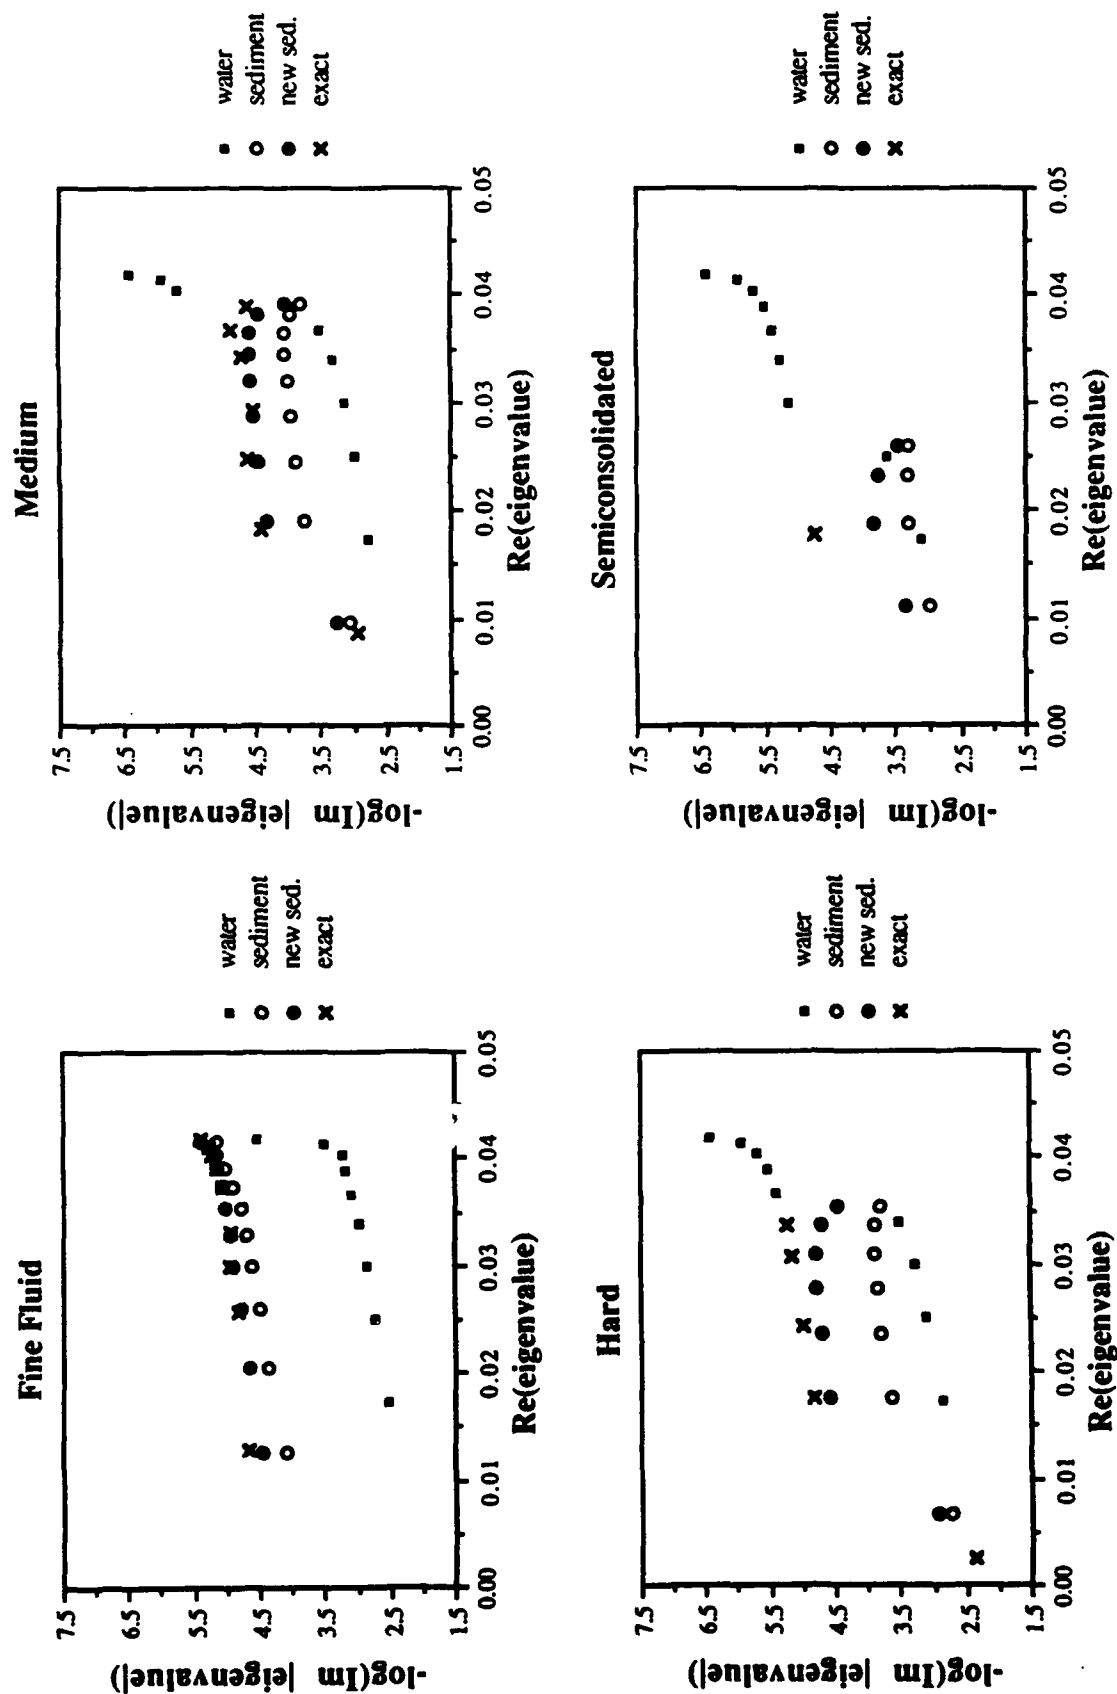 Fine Fluid
7.5
6.5
5.5
4.5
3.5
2.5
1.5
-log(Im |eigenvalue|)
0.00
0.01
0.02
0.03
0.04
0.05
Re(eigenvalue)
water
sediment
new sed.
exact
Medium
7.5
6.5
5.5
4.5
3.5
2.5
1.5
-log(Im |eigenvalue|)
0.00
0.01
0.02
0.03
0.04
0.05
Re(eigenvalue)
water
sediment
new sed.
exact
Hard
7.5
6.5
5.5
4.5
3.5
2.5
1.5
-log(Im |eigenvalue|)
0.00
0.01
0.02
0.03
0.04
0.05
Re(eigenvalue)
water
sediment
new sed.
exact
Semiconsolidated
7.5
6.5
5.5
4.5
3.5
2.5
1.5
-log(Im |eigenvalue|)
0.00
0.01
0.02
0.03
0.04
0.05
Re(eigenvalue)
water
sediment
new sed.
exact